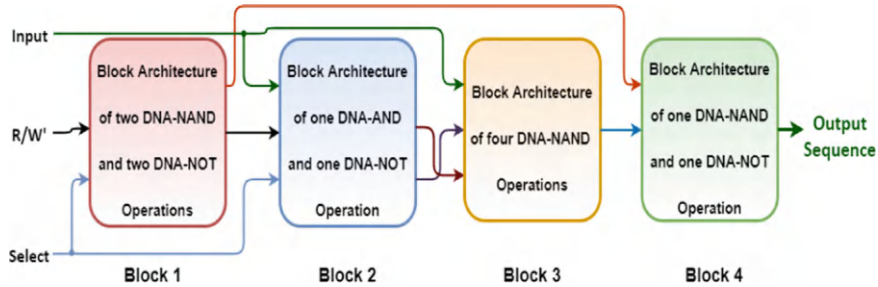 Input
R/W'
Select
Block Architecture
of two DNA-NAND
and two DNA-NOT
Operations
Block 1
Block Architecture
of one DNA-AND
and one DNA-NOT
Operation
Block 2
Block Architecture
of four DNA-NAND
Operations
Block 3
Block Architecture
of one DNA-NAND
and one DNA-NOT
Operation
Block 4
Output
Sequence